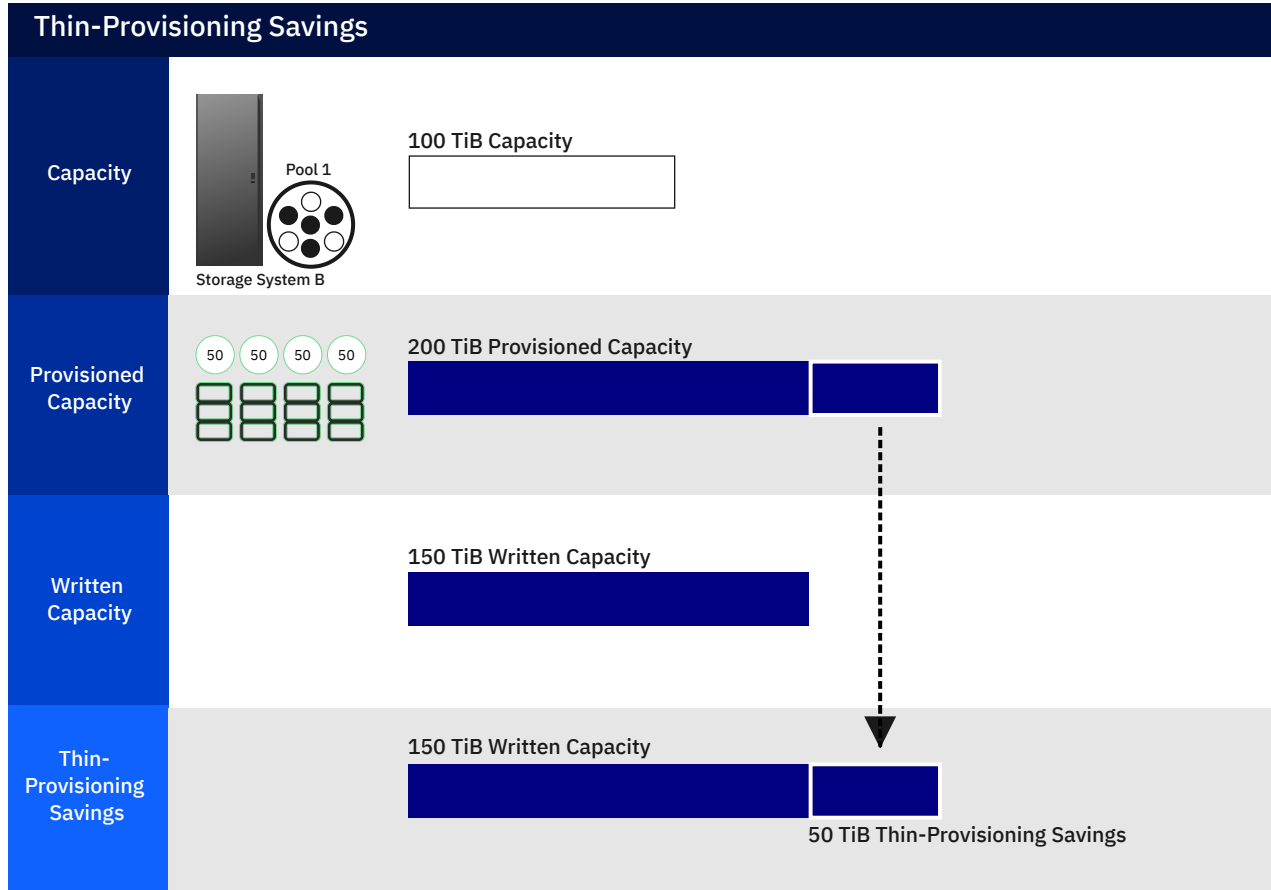 Thin-Provisioning Savings
Capacity
Pool 1
Storage System B
100 TiB Capacity
Provisioned
Capacity
50 50 50 50
200 TiB Provisioned Capacity
Written
Capacity
150 TiB Written Capacity
Thin-
Provisioning
Savings
150 TiB Written Capacity
50 TiB Thin-Provisioning Savings